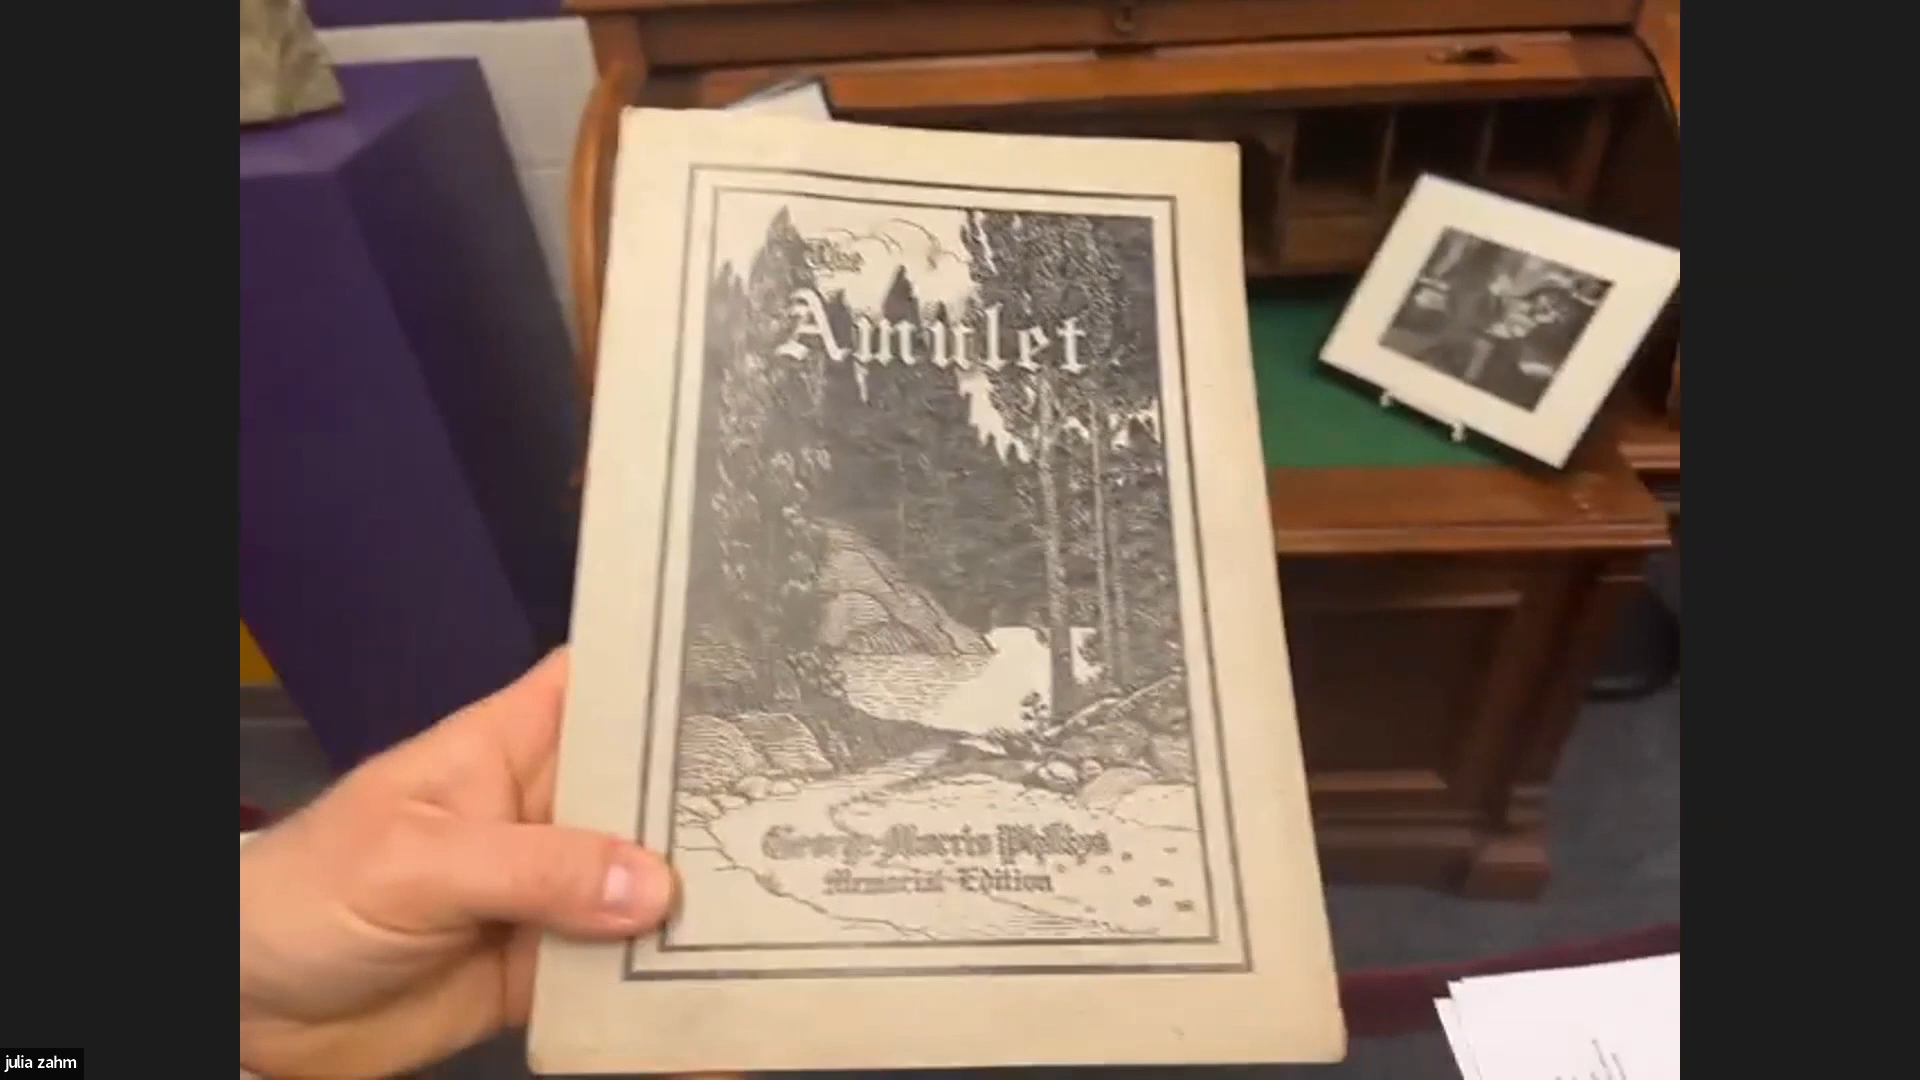 The
Amulet
George Morris Phillips
Memorial Edition
julia zahm